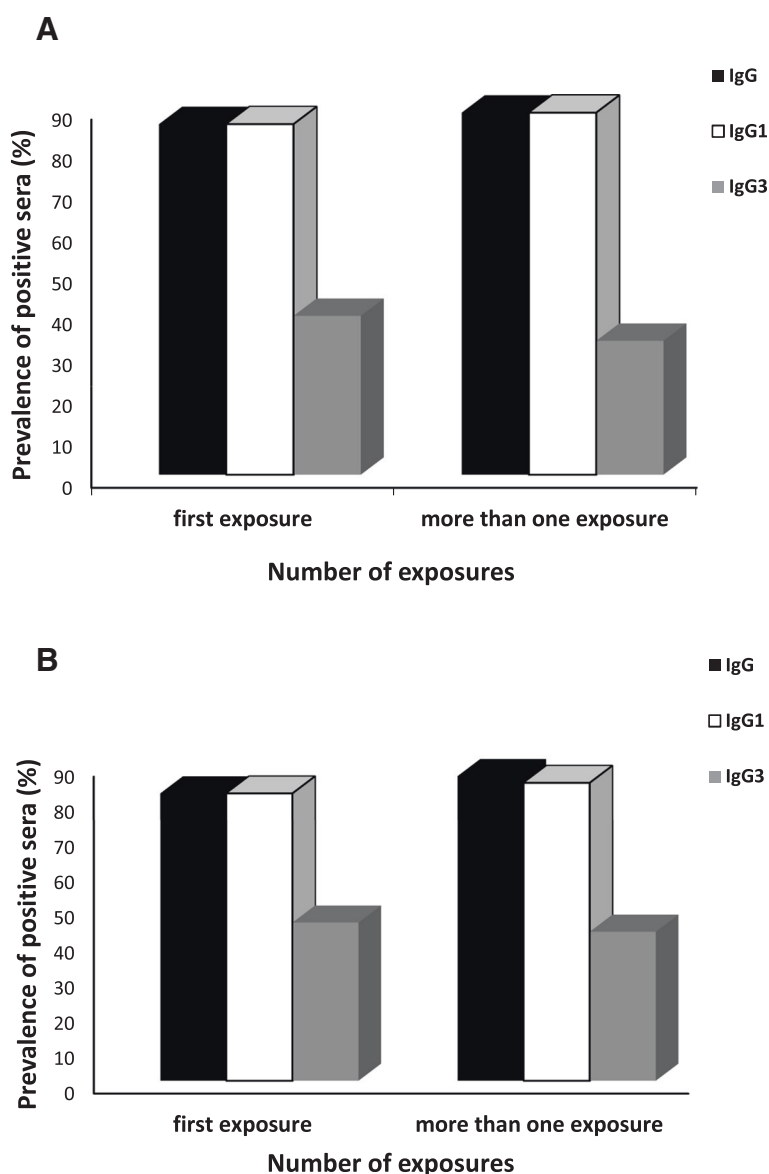 A
IgG
IgG1
IgG3
Prevalence of positive sera (%)
90
80
70
60
50
40
30
20
10
0
first exposure
more than one exposure
Number of exposures
B
IgG
IgG1
IgG3
Prevalence of positive sera (%)
90
80
70
60
50
40
30
20
10
0
first exposure
more than one exposure
Number of exposures